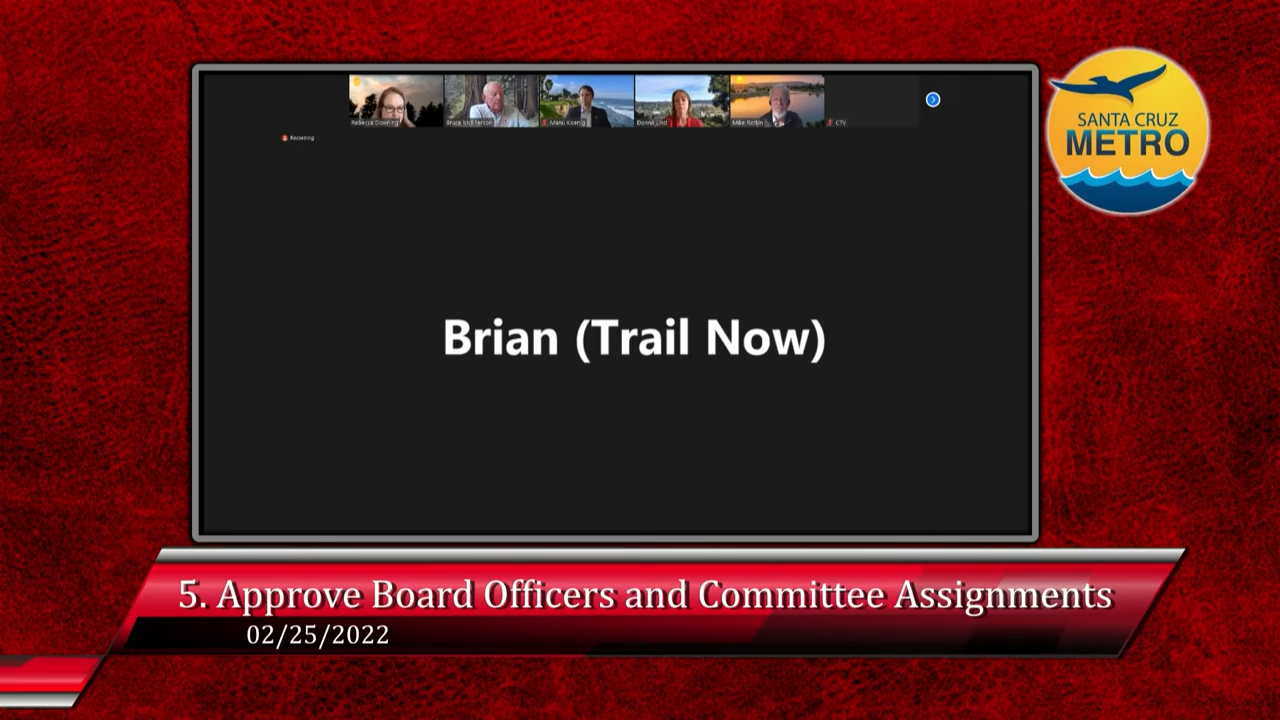 Rebecca Downing
Bruce McPherson
Manu Koenig
Donna Lind
Mike Rotkin
CTV
Recording
SANTA CRUZ
METRO
Brian (Trail Now)
5. Approve Board Officers and Committee Assignments
02/25/2022